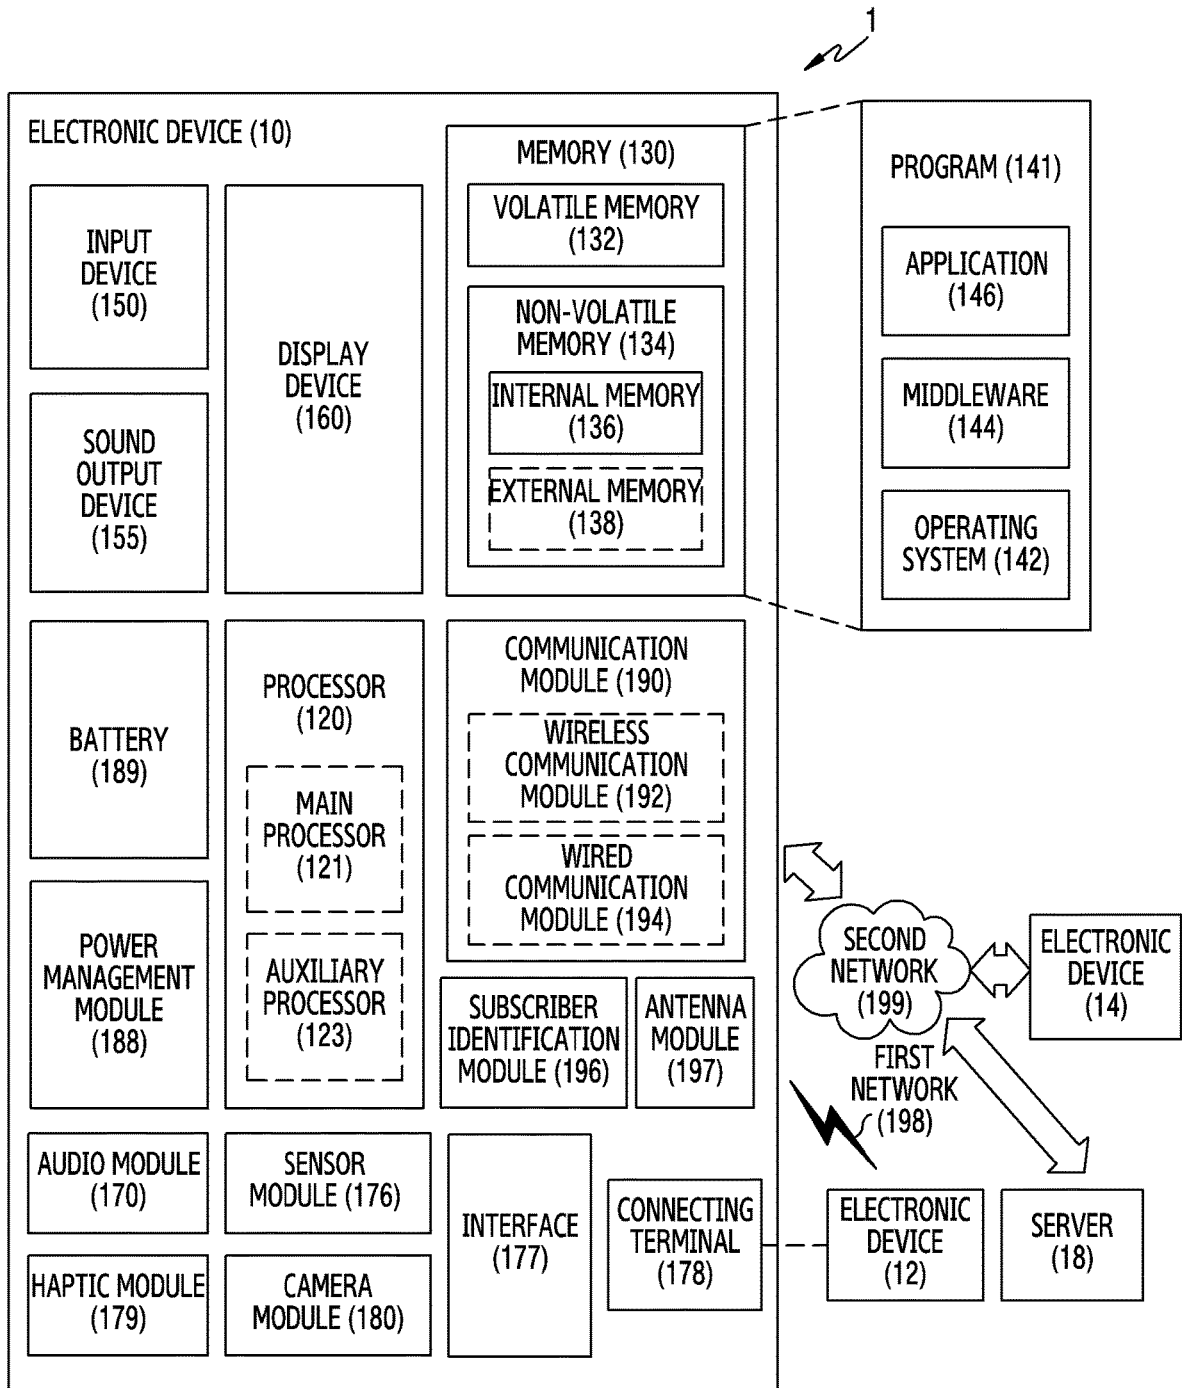 1
ELECTRONIC DEVICE (10)
INPUT
DEVICE
(150)
SOUND
OUTPUT
DEVICE
(155)
DISPLAY
DEVICE
(160)
MEMORY (130)
VOLATILE MEMORY
(132)
NON-VOLATILE
MEMORY (134)
INTERNAL MEMORY
(136)
EXTERNAL MEMORY
(138)
PROGRAM (141)
APPLICATION
(146)
MIDDLEWARE
(144)
OPERATING
SYSTEM (142)
BATTERY
(189)
POWER
MANAGEMENT
MODULE
(188)
PROCESSOR
(120)
MAIN
PROCESSOR
(121)
AUXILIARY
PROCESSOR
(123)
COMMUNICATION
MODULE (190)
WIRELESS
COMMUNICATION
MODULE (192)
WIRED
COMMUNICATION
MODULE (194)
SUBSCRIBER
IDENTIFICATION
MODULE (196)
ANTENNA
MODULE
(197)
SECOND
NETWORK
(199)
ELECTRONIC
DEVICE
(14)
FIRST
NETWORK
(198)
AUDIO MODULE
(170)
SENSOR
MODULE (176)
HAPTIC MODULE
(179)
CAMERA
MODULE (180)
INTERFACE
(177)
CONNECTING
TERMINAL
(178)
ELECTRONIC
DEVICE
(12)
SERVER
(18)